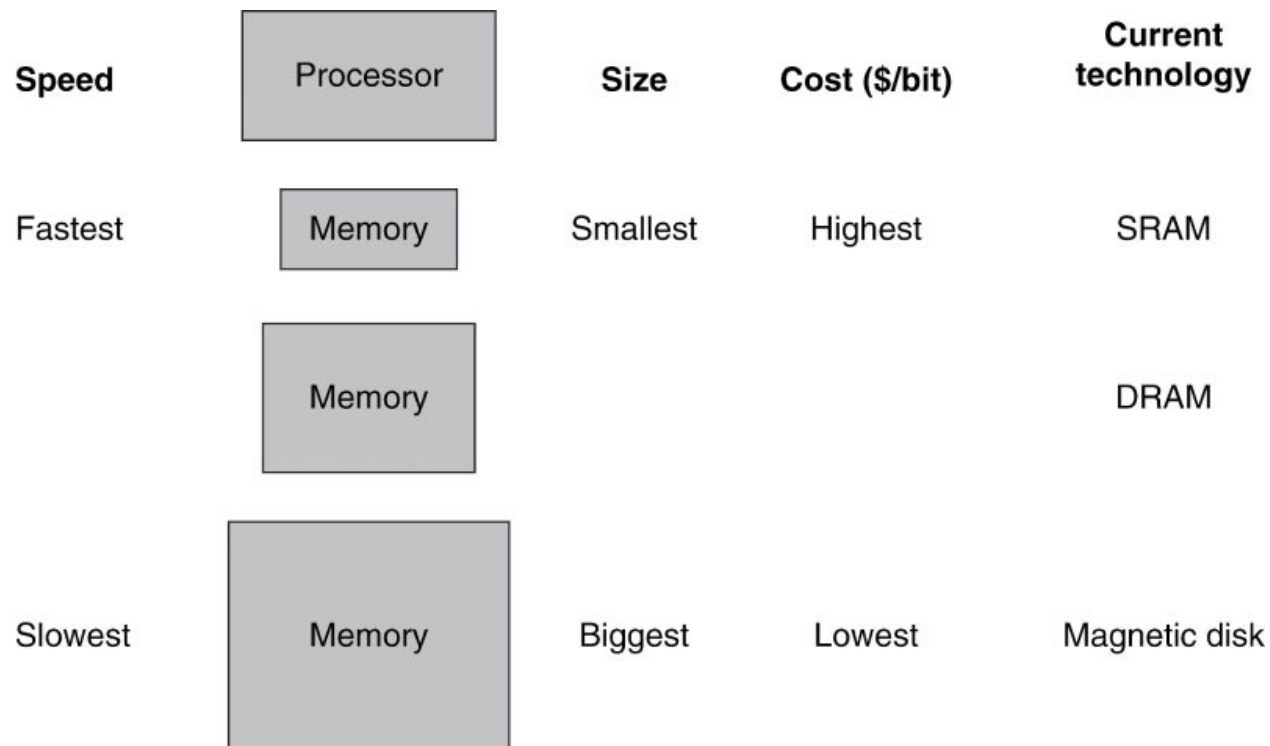 Speed Processor Size Cost ($/bit) Current
technology
Fastest Memory Smallest Highest SRAM
Memory DRAM
Slowest Memory Biggest Lowest Magnetic disk